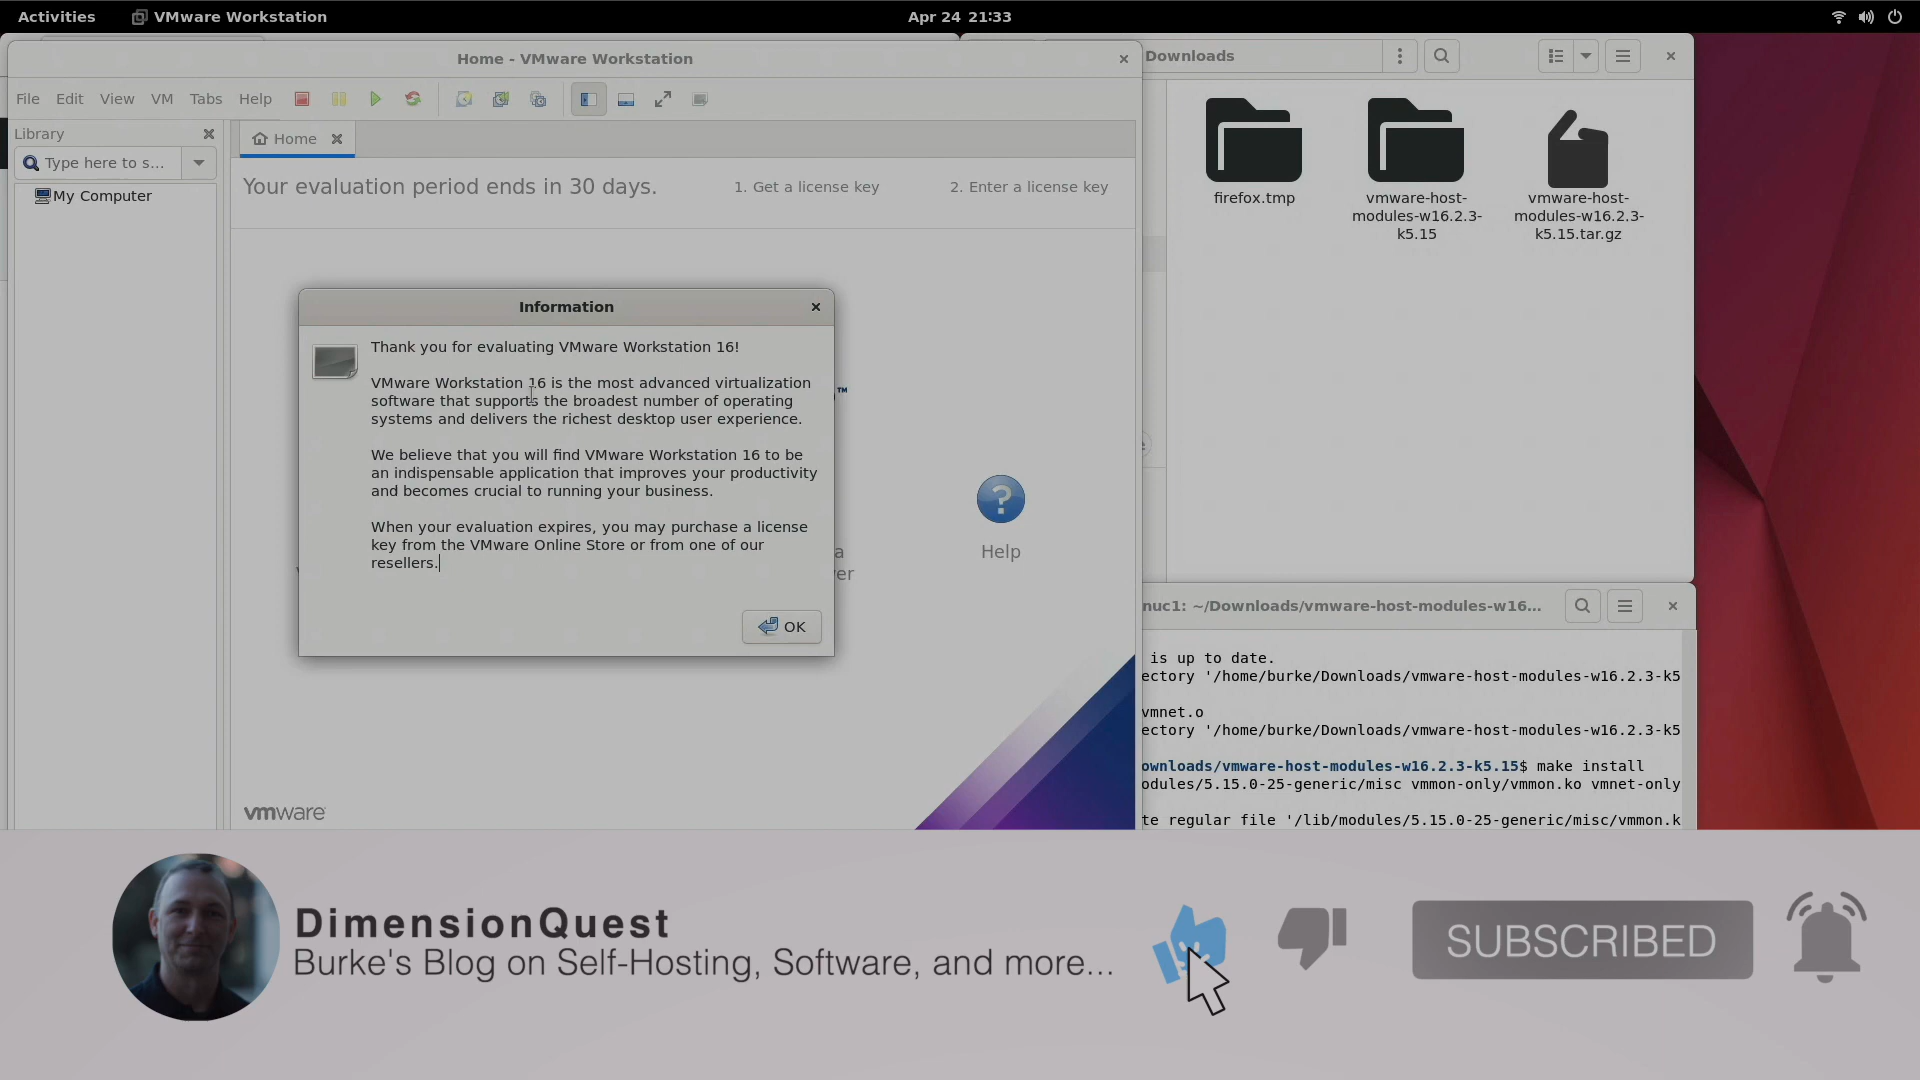 Activities
VMware Workstation
Apr 24 21:33
Home - VMware Workstation
File Edit View VM Tabs Help
Library
Type here to s...
My Computer
Home
Your evaluation period ends in 30 days.
1. Get a license key
2. Enter a license key
Information
Thank you for evaluating VMware Workstation 16!
VMware Workstation 16 is the most advanced virtualization
software that supports the broadest number of operating
systems and delivers the richest desktop user experience.
We believe that you will find VMware Workstation 16 to be
an indispensable application that improves your productivity
and becomes crucial to running your business.
When your evaluation expires, you may purchase a license
key from the VMware Online Store or from one of our
resellers.
OK
™
a
er
Help
vmware
Downloads
firefox.tmp
vmware-host-
modules-w16.2.3-
k5.15
vmware-host-
modules-w16.2.3-
k5.15.tar.gz
nuc1: ~/Downloads/vmware-host-modules-w16...
is up to date.
ectory '/home/burke/Downloads/vmware-host-modules-w16.2.3-k5
vmnet.o
ectory '/home/burke/Downloads/vmware-host-modules-w16.2.3-k5
ownloads/vmware-host-modules-w16.2.3-k5.15$ make install
odules/5.15.0-25-generic/misc vmmon-only/vmmon.ko vmnet-only
te regular file '/lib/modules/5.15.0-25-generic/misc/vmmon.k
DimensionQuest
Burke's Blog on Self-Hosting, Software, and more...
SUBSCRIBED